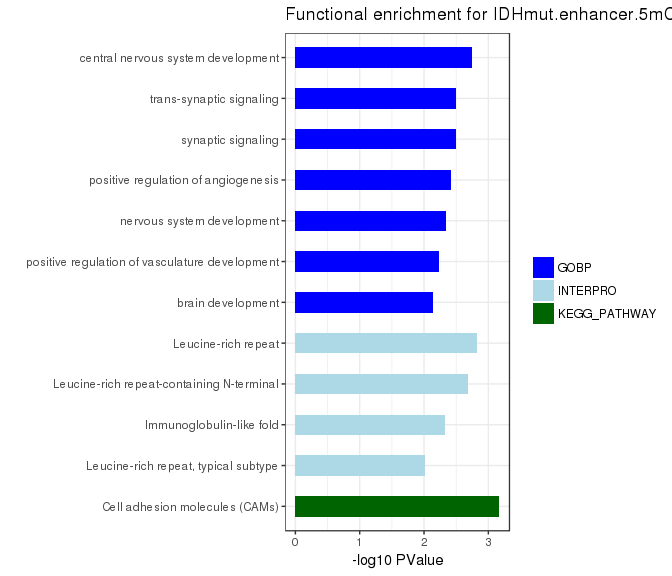 Functional enrichment for IDHmut.enhancer.5mC
central nervous system development
trans-synaptic signaling
synaptic signaling
positive regulation of angiogenesis
nervous system development
positive regulation of vasculature development
brain development
Leucine-rich repeat
Leucine-rich repeat-containing N-terminal
Immunoglobulin-like fold
Leucine-rich repeat, typical subtype
Cell adhesion molecules (CAMs)
0 1 2 3
-log10 PValue
GOBP
INTERPRO
KEGG_PATHWAY